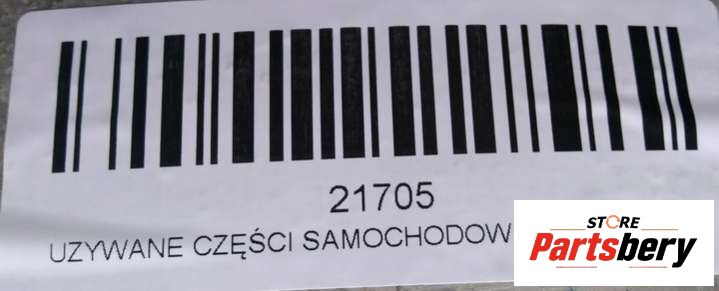 21705
UZYWANE CZĘŚCI SAMOCHODOW
STORE
Partsbery